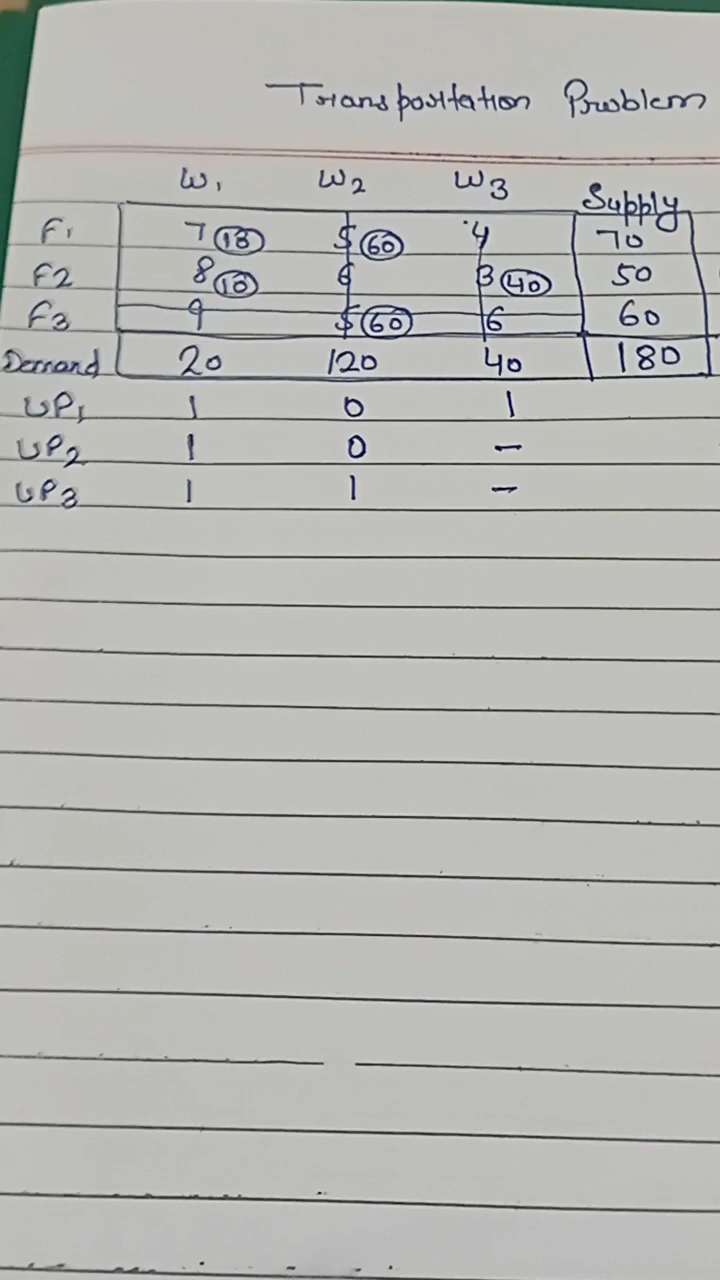 Transportation Problem
W1 W2 W3 Supply
F1 7 10 5 60 4 70
F2 8 10 6 3 40 50
F3 9 5 60 6 60
Demand 20 120 40 180
UP1 1 0 1
UP2 1 0 -
UP3 1 1 -